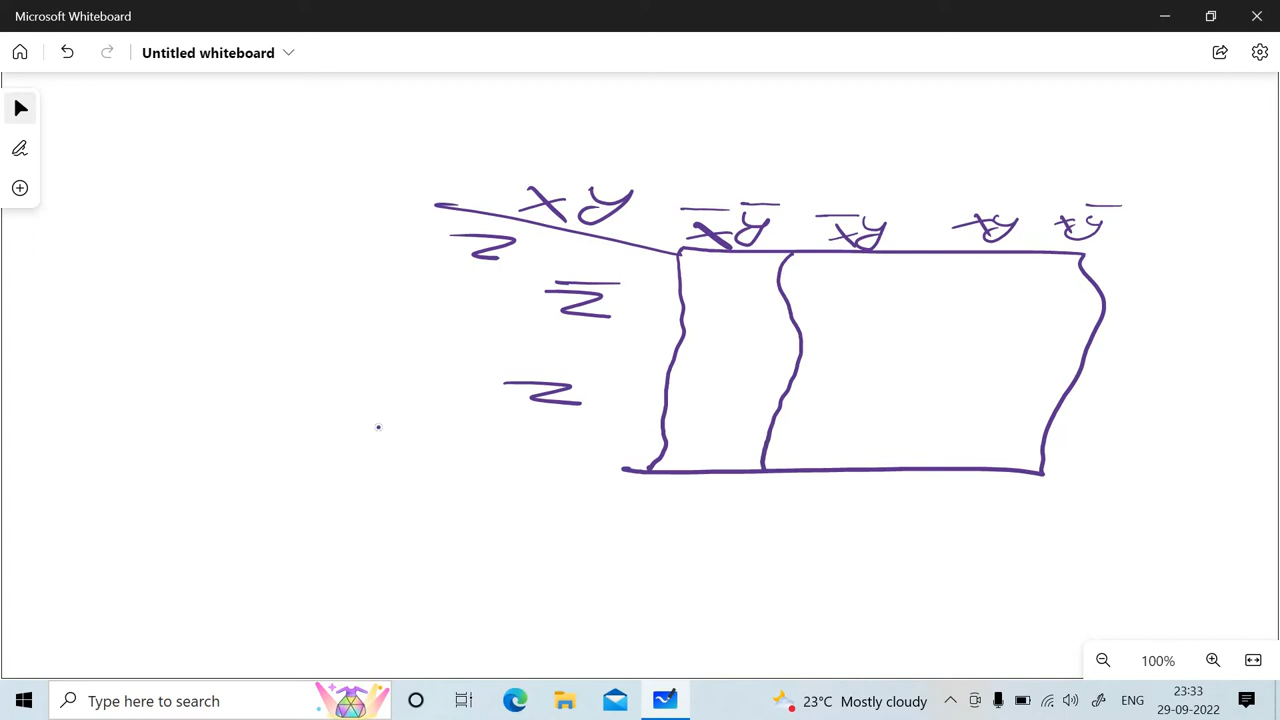 Microsoft Whiteboard
Untitled whiteboard
xy x̅ y̅ x̅y xy xy̅
z
z̅
z
100%
Type here to search
23°C Mostly cloudy
ENG
23:33
29-09-2022